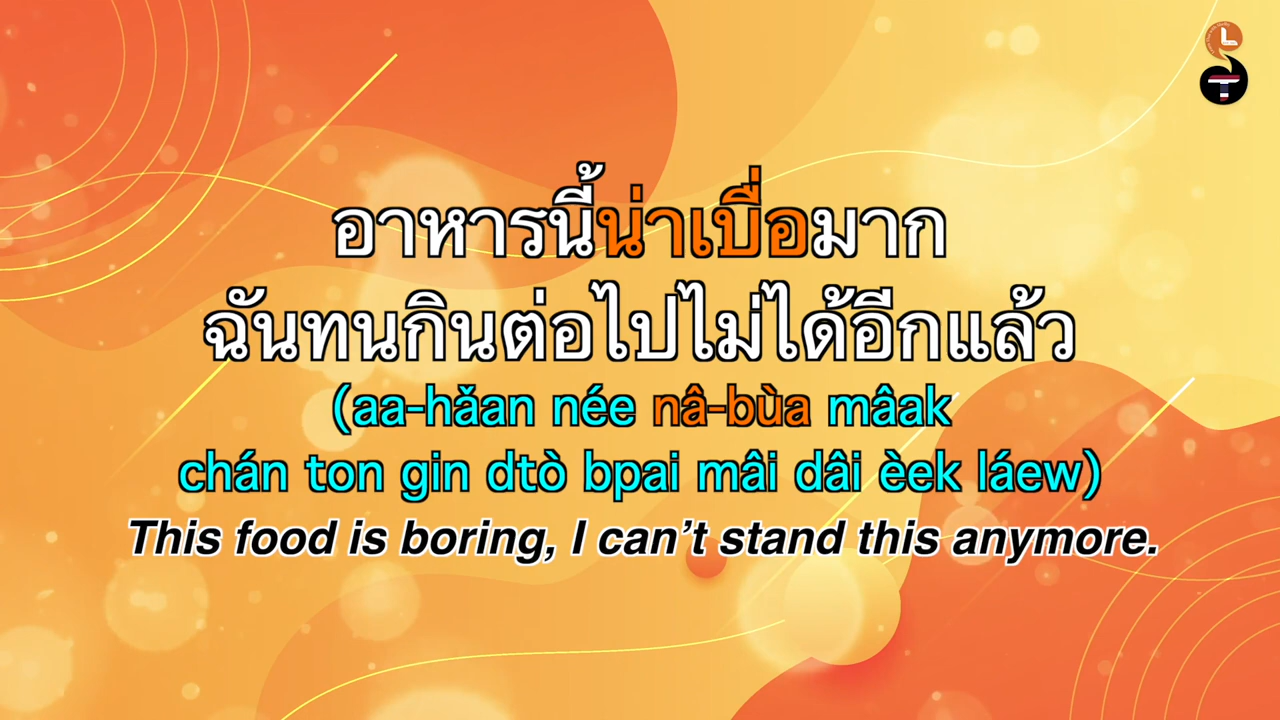 อาหารนี้น่าเบื่อมาก
ฉันทนกินต่อไปไม่ได้อีกแล้ว
(aa-hǎan née nâ-bùa mâak
chán ton gin dtò bpai mâi dâi èek láew)
This food is boring, I can't stand this anymore.